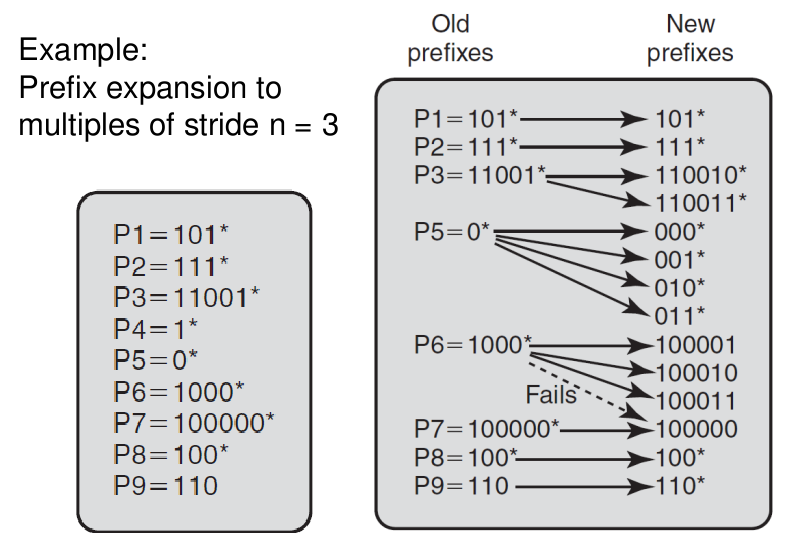 Example:
Prefix expansion to
multiples of stride n = 3
P1=101*
P2=111*
P3=11001*
P4=1*
P5=0*
P6=1000*
P7=100000*
P8=100*
P9=110
Old
prefixes
New
prefixes
P1=101* 101*
P2=111* 111*
P3=11001* 110010*
110011*
P5=0* 000*
001*
010*
011*
P6=1000* 100001
100010
Fails 100011
P7=100000* 100000
P8=100* 100*
P9=110 110*